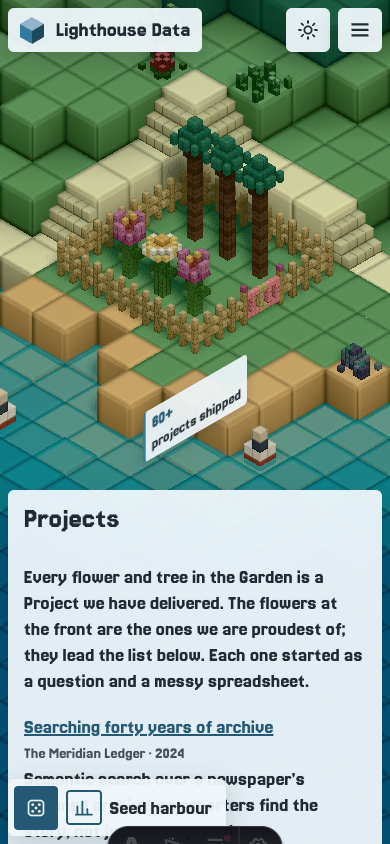 Lighthouse Data
60+
projects shipped
Projects
Every flower and tree in the Garden is a
Project we have delivered. The flowers at
the front are the ones we are proudest of;
they lead the list below. Each one started as
a question and a messy spreadsheet.
Searching forty years of archive
The Meridian Ledger · 2024
Semantic search over a newspaper's
find the
Seed harbour